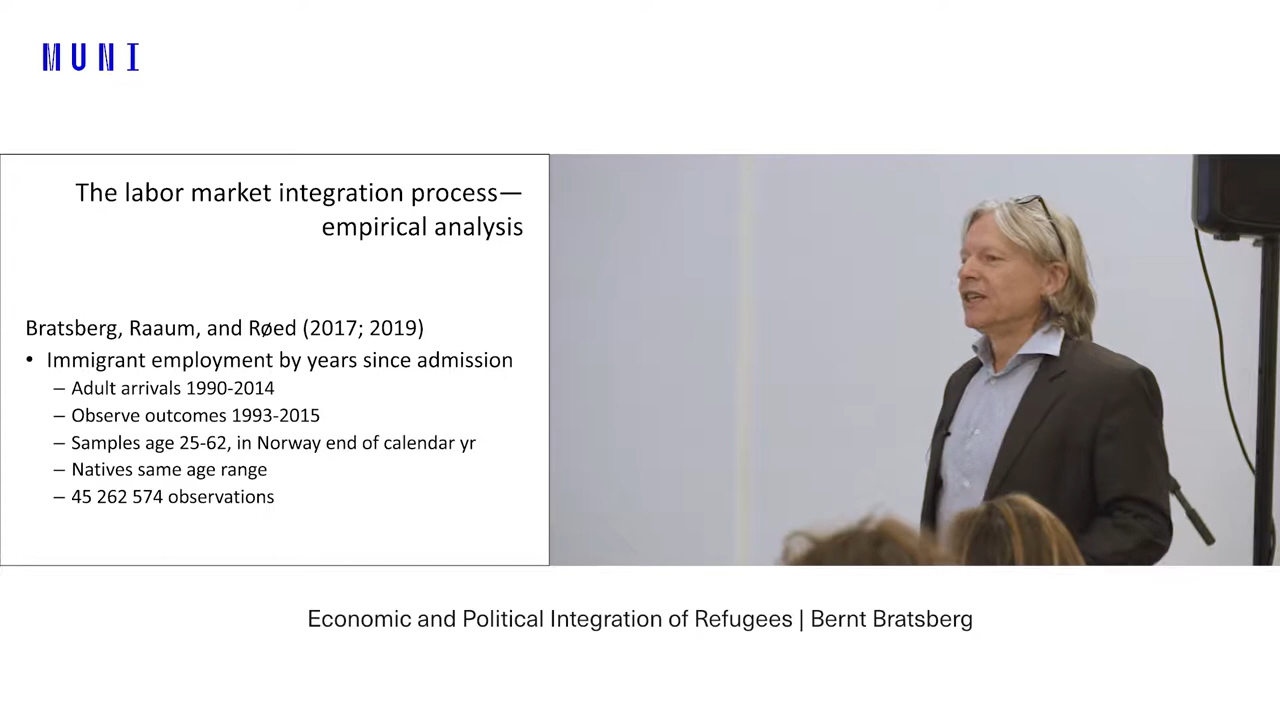 MUNI
The labor market integration process—
empirical analysis
Bratsberg, Raaum, and Røed (2017; 2019)
• Immigrant employment by years since admission
– Adult arrivals 1990-2014
– Observe outcomes 1993-2015
– Samples age 25-62, in Norway end of calendar yr
– Natives same age range
– 45 262 574 observations
Economic and Political Integration of Refugees | Bernt Bratsberg